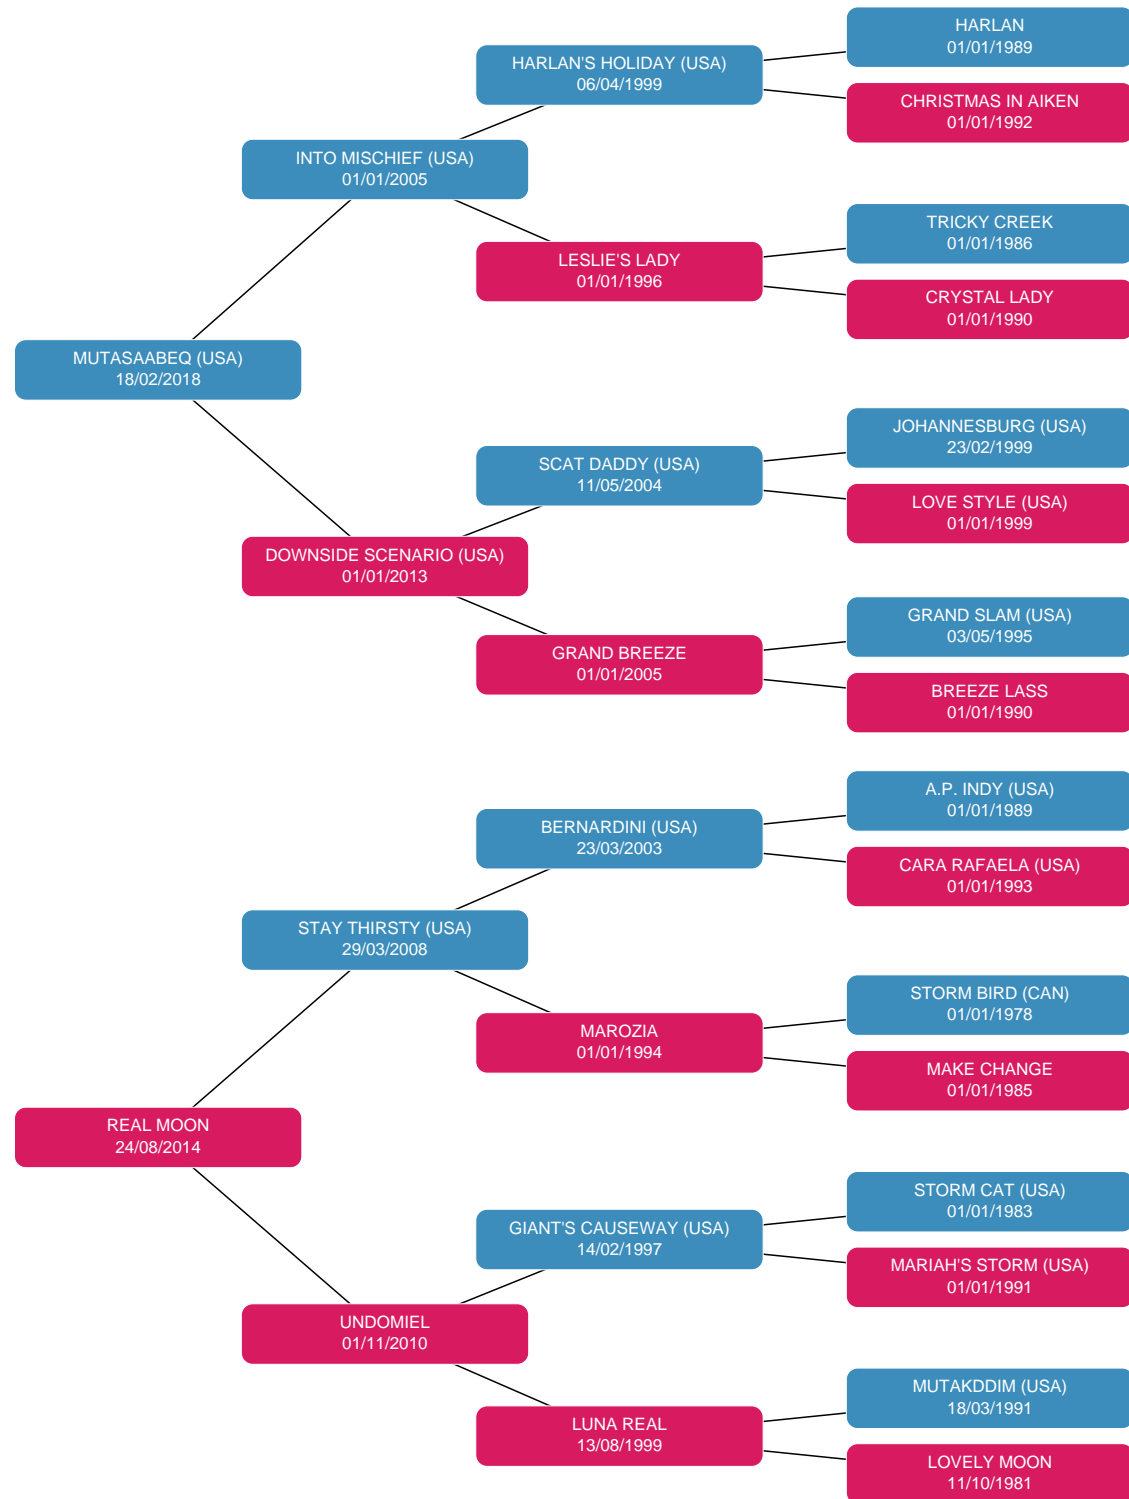 HARLAN
01/01/1989
HARLAN'S HOLIDAY (USA)
06/04/1999
CHRISTMAS IN AIKEN
01/01/1992
INTO MISCHIEF (USA)
01/01/2005
TRICKY CREEK
01/01/1986
LESLIE'S LADY
01/01/1996
CRYSTAL LADY
01/01/1990
MUTASAABEQ (USA)
18/02/2018
JOHANNESBURG (USA)
23/02/1999
SCAT DADDY (USA)
11/05/2004
LOVE STYLE (USA)
01/01/1999
DOWNSIDE SCENARIO (USA)
01/01/2013
GRAND SLAM (USA)
03/05/1995
GRAND BREEZE
01/01/2005
BREEZE LASS
01/01/1990
A.P. INDY (USA)
01/01/1989
BERNARDINI (USA)
23/03/2003
CARA RAFAELA (USA)
01/01/1993
STAY THIRSTY (USA)
29/03/2008
STORM BIRD (CAN)
01/01/1978
MAROZIA
01/01/1994
MAKE CHANGE
01/01/1985
REAL MOON
24/08/2014
STORM CAT (USA)
01/01/1983
GIANT'S CAUSEWAY (USA)
14/02/1997
MARIAH'S STORM (USA)
01/01/1991
UNDOMIEL
01/11/2010
MUTAKDDIM (USA)
18/03/1991
LUNA REAL
13/08/1999
LOVELY MOON
11/10/1981